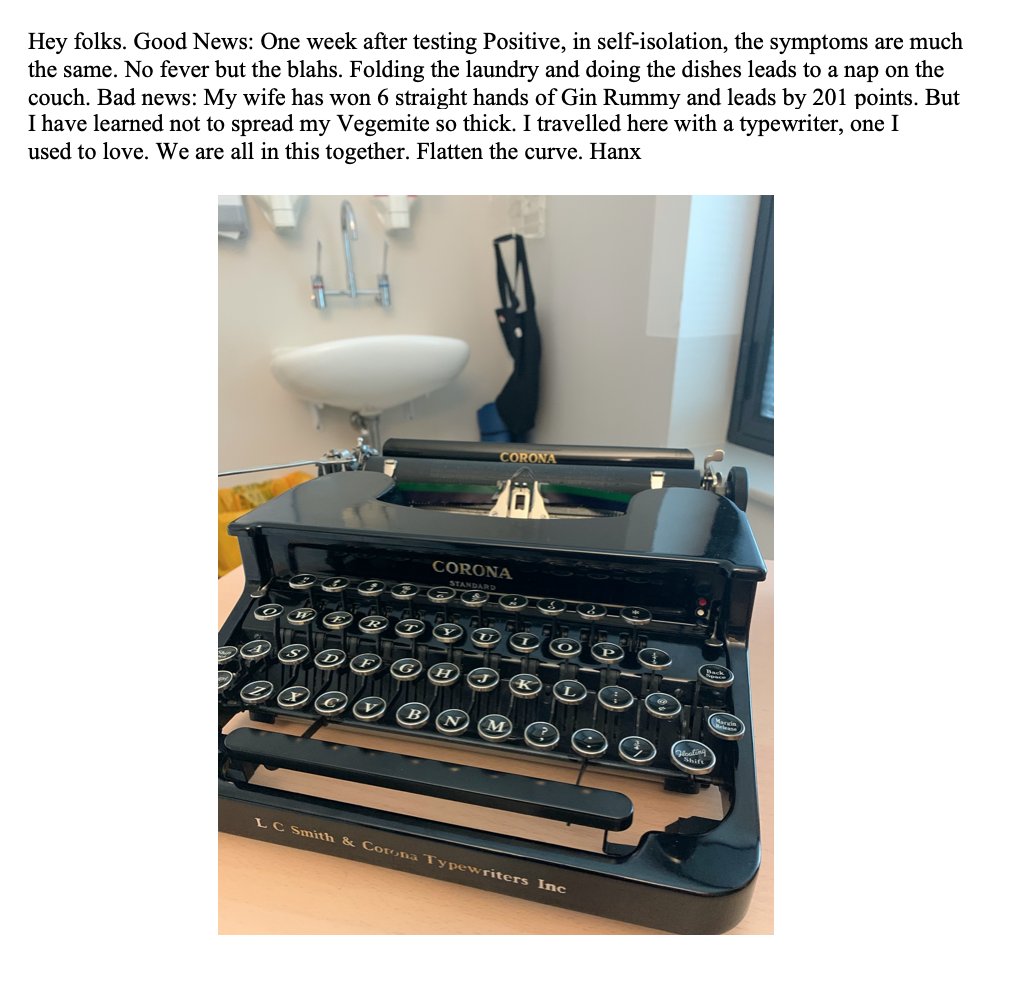 Hey folks. Good News: One week after testing Positive, in self-isolation, the symptoms are much
the same. No fever but the blahs. Folding the laundry and doing the dishes leads to a nap on the
couch. Bad news: My wife has won 6 straight hands of Gin Rummy and leads by 201 points. But
I have learned not to spread my Vegemite so thick. I travelled here with a typewriter, one I
used to love. We are all in this together. Flatten the curve. Hanx
CORONA
CORONA
STANDARD
W E R T Y U I O P
A S D F G H J K L
Back Space
Z X C V B N M ?
Margin Release
Floating Shift
L C Smith & Corona Typewriters Inc